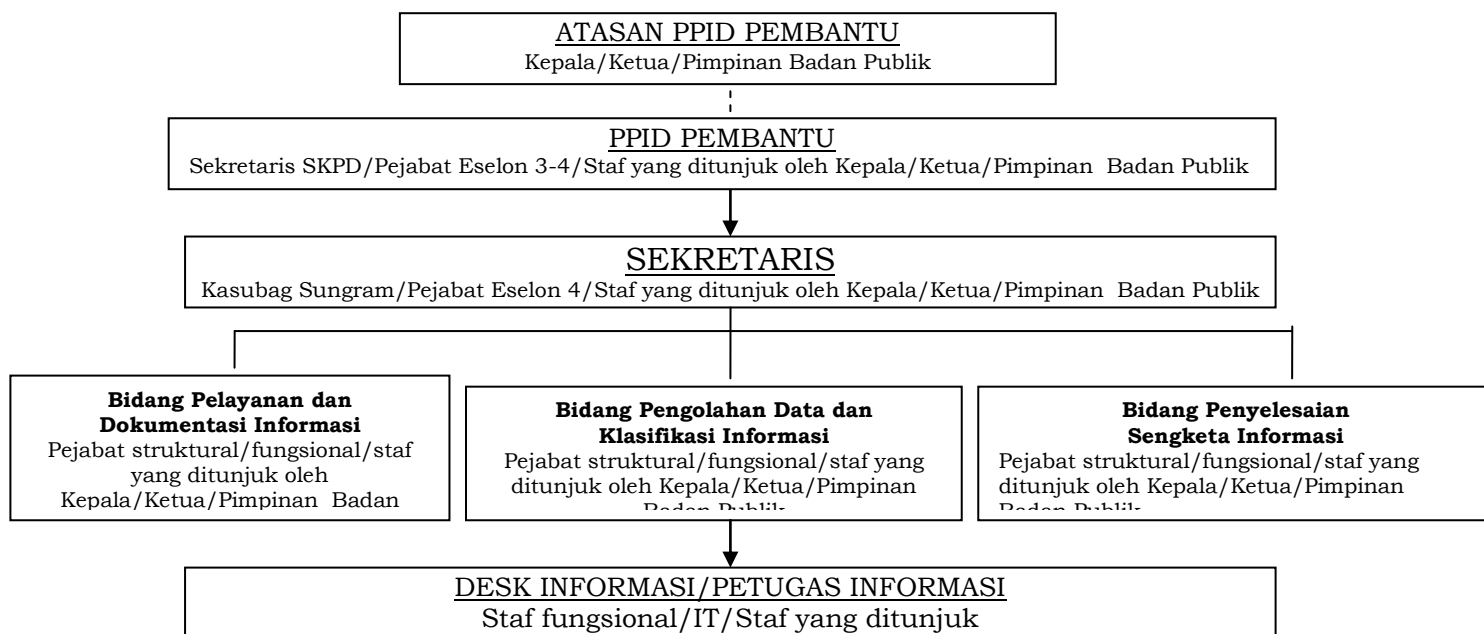 ATASAN PPID PEMBANTU
Kepala/Ketua/Pimpinan Badan Publik
PPID PEMBANTU
Sekretaris SKPD/Pejabat Eselon 3-4/Staf yang ditunjuk oleh Kepala/Ketua/Pimpinan Badan Publik
SEKRETARIS
Kasubag Sungram/Pejabat Eselon 4/Staf yang ditunjuk oleh Kepala/Ketua/Pimpinan Badan Publik
Bidang Pelayanan dan
Dokumentasi Informasi
Pejabat struktural/fungsional/staf
yang ditunjuk oleh
Kepala/Ketua/Pimpinan Badan
Bidang Pengolahan Data dan
Klasifikasi Informasi
Pejabat struktural/fungsional/staf yang
ditunjuk oleh Kepala/Ketua/Pimpinan
Badan Publik
Bidang Penyelesaian
Sengketa Informasi
Pejabat struktural/fungsional/staf yang
ditunjuk oleh Kepala/Ketua/Pimpinan
Badan Publik
DESK INFORMASI/PETUGAS INFORMASI
Staf fungsional/IT/Staf yang ditunjuk